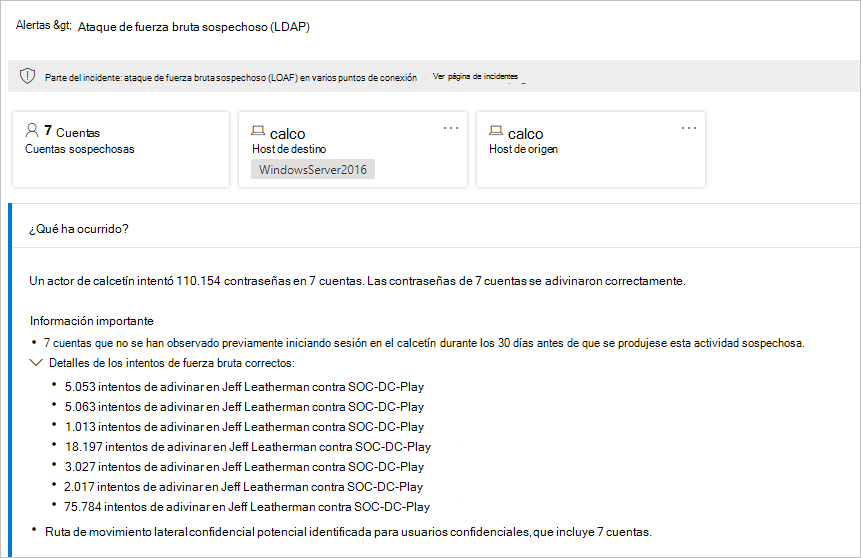 Alertas &gt; Ataque de fuerza bruta sospechoso (LDAP)
Parte del incidente: ataque de fuerza bruta sospechoso (LOAF) en varios puntos de conexión Ver página de incidentes
7 Cuentas
Cuentas sospechosas
calco
Host de destino
WindowsServer2016
calco
Host de origen
¿Qué ha ocurrido?
Un actor de calcetín intentó 110.154 contraseñas en 7 cuentas. Las contraseñas de 7 cuentas se adivinaron correctamente.
Información importante
• 7 cuentas que no se han observado previamente iniciando sesión en el calcetín durante los 30 días antes de que se produjese esta actividad sospechosa.
Detalles de los intentos de fuerza bruta correctos:
• 5.053 intentos de adivinar en Jeff Leatherman contra SOC-DC-Play
• 5.063 intentos de adivinar en Jeff Leatherman contra SOC-DC-Play
• 1.013 intentos de adivinar en Jeff Leatherman contra SOC-DC-Play
• 18.197 intentos de adivinar en Jeff Leatherman contra SOC-DC-Play
• 3.027 intentos de adivinar en Jeff Leatherman contra SOC-DC-Play
• 2.017 intentos de adivinar en Jeff Leatherman contra SOC-DC-Play
• 75.784 intentos de adivinar en Jeff Leatherman contra SOC-DC-Play
• Ruta de movimiento lateral confidencial potencial identificada para usuarios confidenciales, que incluye 7 cuentas.